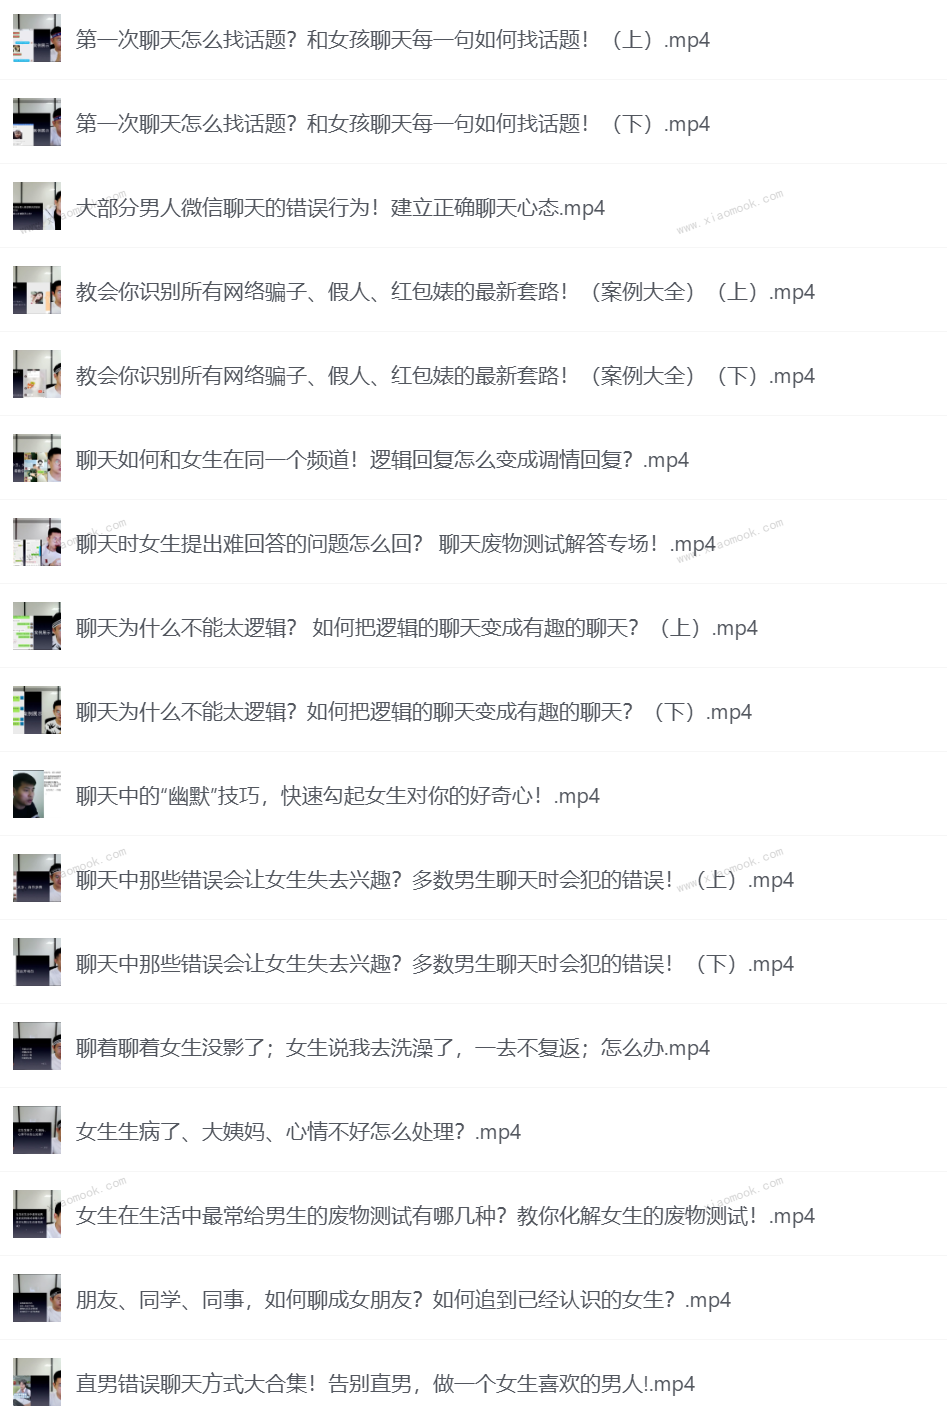 第一次聊天怎么找话题？和女孩聊天每一句如何找话题！（上）.mp4
第一次聊天怎么找话题？和女孩聊天每一句如何找话题！（下）.mp4
大部分男人微信聊天的错误行为！建立正确聊天心态.mp4
www.xiaomook.com
教会你识别所有网络骗子、假人、红包婊的最新套路！（案例大全）（上）.mp4
教会你识别所有网络骗子、假人、红包婊的最新套路！（案例大全）（下）.mp4
聊天如何和女生在同一个频道！逻辑回复怎么变成调情回复？.mp4
聊天时女生提出难回答的问题怎么回？ 聊天废物测试解答专场！.mp4
www.xiaomook.com
聊天为什么不能太逻辑？ 如何把逻辑的聊天变成有趣的聊天？（上）.mp4
聊天为什么不能太逻辑？如何把逻辑的聊天变成有趣的聊天？（下）.mp4
聊天中的“幽默”技巧，快速勾起女生对你的好奇心！.mp4
聊天中那些错误会让女生失去兴趣？多数男生聊天时会犯的错误！（上）.mp4
www.xiaomook.com
聊天中那些错误会让女生失去兴趣？多数男生聊天时会犯的错误！（下）.mp4
聊着聊着女生没影了；女生说我去洗澡了，一去不复返；怎么办.mp4
女生生病了、大姨妈、心情不好怎么处理？.mp4
女生在生活中最常给男生的废物测试有哪几种？教你化解女生的废物测试！.mp4
www.xiaomook.com
朋友、同学、同事，如何聊成女朋友？如何追到已经认识的女生？.mp4
直男错误聊天方式大合集！告别直男，做一个女生喜欢的男人!.mp4